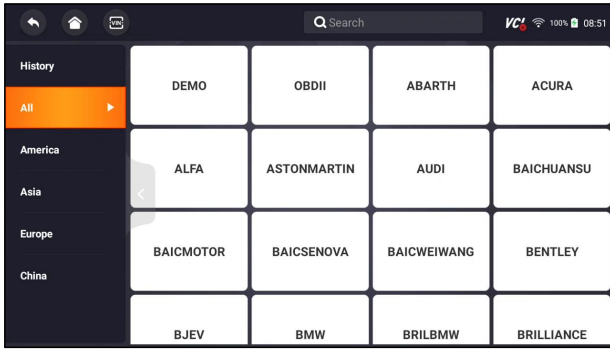 VIN
Search
VCI
100%
08:51
History
All
America
Asia
Europe
China
DEMO
OBDII
ABARTH
ACURA
ALFA
ASTONMARTIN
AUDI
BAICHUANSU
BAICMOTOR
BAICSENOVA
BAICWEIWANG
BENTLEY
BJEV
BMW
BRILBMW
BRILLIANCE